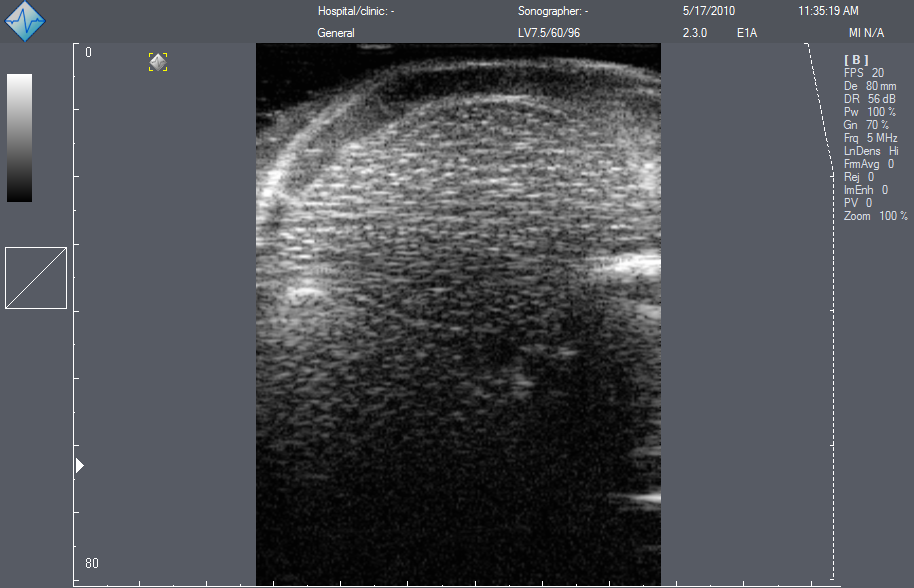 Hospital/clinic: - Sonographer: - 5/17/2010 11:35:19 AM
General LV7.5/60/96 2.3.0 E1A MI N/A
0
[ B ]
FPS 20
De 80 mm
DR 56 dB
Pw 100 %
Gn 70 %
Frq 5 MHz
LnDens Hi
FrmAvg 0
Rej 0
ImEnh 0
PV 0
Zoom 100 %
80